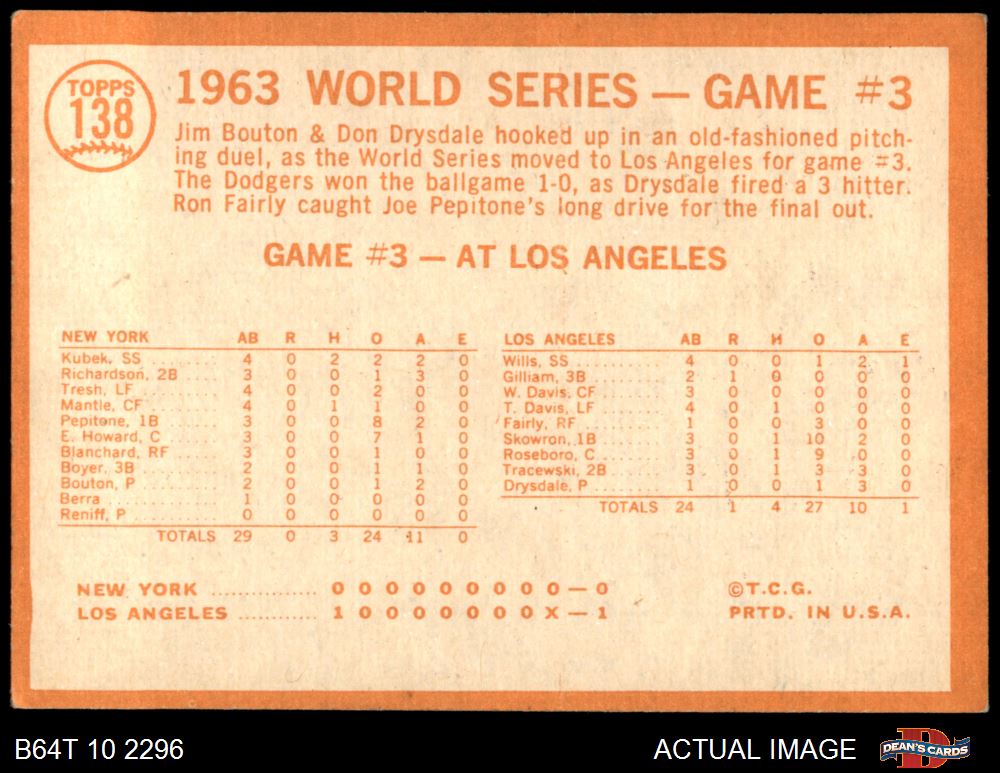 TOPPS
138
1963 WORLD SERIES — GAME #3
Jim Bouton & Don Drysdale hooked up in an old-fashioned pitch-
ing duel, as the World Series moved to Los Angeles for game #3.
The Dodgers won the ballgame 1-0, as Drysdale fired a 3 hitter.
Ron Fairly caught Joe Pepitone's long drive for the final out.
GAME #3 — AT LOS ANGELES
NEW YORK AB R H O A E
Kubek, SS ........ 4 0 2 2 2 0
Richardson, 2B .... 3 0 0 1 3 0
Tresh, LF ........ 4 0 0 2 0 0
Mantle, CF ........ 4 0 1 1 0 0
Pepitone, 1B ...... 3 0 0 8 2 0
E. Howard, C ...... 3 0 0 7 1 0
Blanchard, RF ..... 3 0 0 1 0 0
Boyer, 3B ........ 2 0 0 1 1 0
Bouton, P ........ 2 0 0 1 2 0
Berra ........ 1 0 0 0 0 0
Reniff, P ........ 0 0 0 0 0 0
TOTALS 29 0 3 24 11 0
LOS ANGELES AB R H O A E
Wills, SS ........ 4 0 0 1 2 1
Gilliam, 3B ...... 2 1 0 0 0 0
W. Davis, CF ...... 3 0 0 0 0 0
T. Davis, LF ...... 4 0 1 0 0 0
Fairly, RF ........ 1 0 0 3 0 0
Skowron, 1B ...... 3 0 1 10 2 0
Roseboro, C ...... 3 0 1 9 0 0
Tracewski, 2B ..... 3 0 1 3 3 0
Drysdale, P ...... 1 0 0 1 3 0
TOTALS 24 1 4 27 10 1
NEW YORK ............ 0 0 0 0 0 0 0 0 0 — 0
LOS ANGELES ......... 1 0 0 0 0 0 0 0 X — 1
©T.C.G.
PRTD. IN U.S.A.
B64T 10 2296
ACTUAL IMAGE
B
DEAN'S CARDS